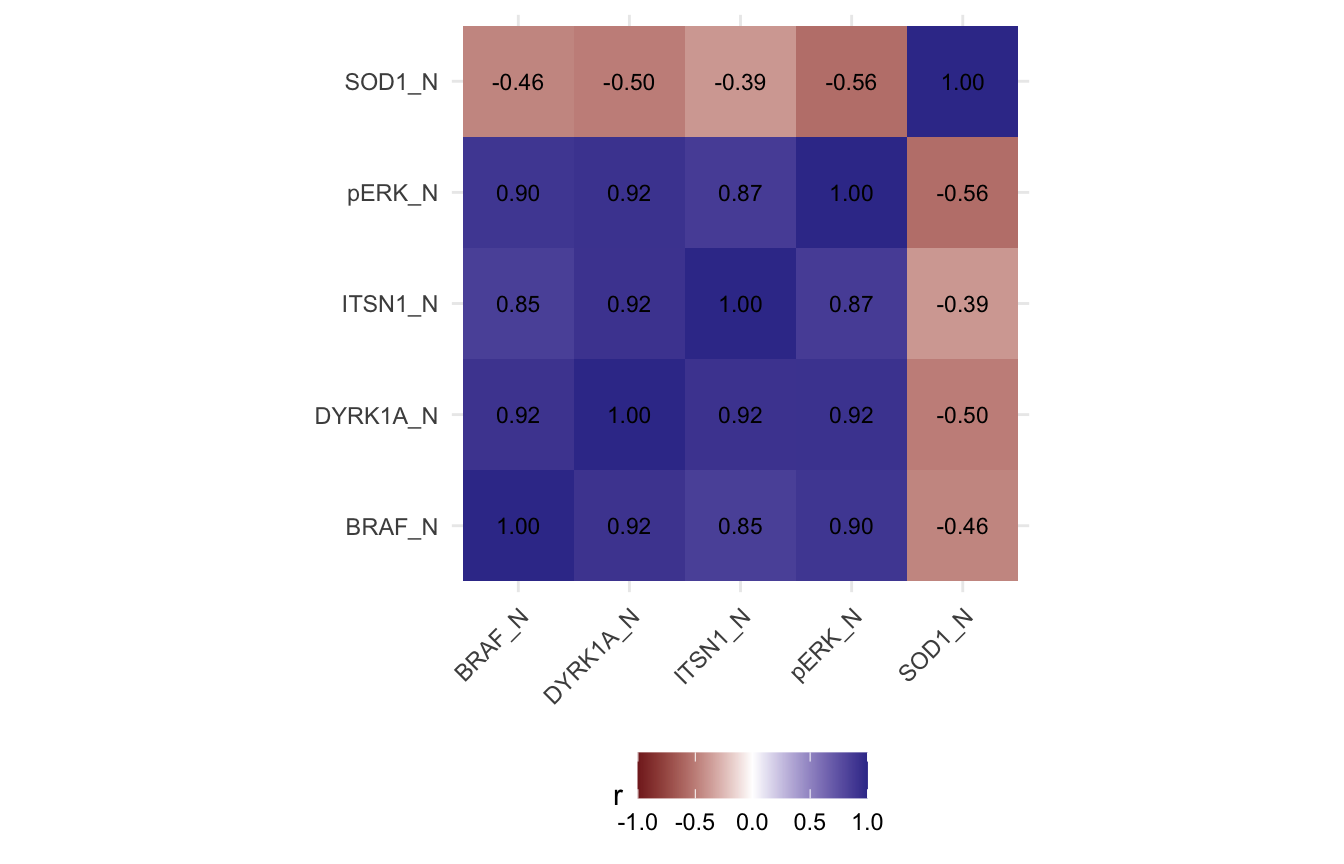 SOD1_N -0.46 -0.50 -0.39 -0.56 1.00
pERK_N 0.90 0.92 0.87 1.00 -0.56
ITSN1_N 0.85 0.92 1.00 0.87 -0.39
DYRK1A_N 0.92 1.00 0.92 0.92 -0.50
BRAF_N 1.00 0.92 0.85 0.90 -0.46
BRAF_N DYRK1A_N ITSN1_N pERK_N SOD1_N
r
-1.0 -0.5 0.0 0.5 1.0